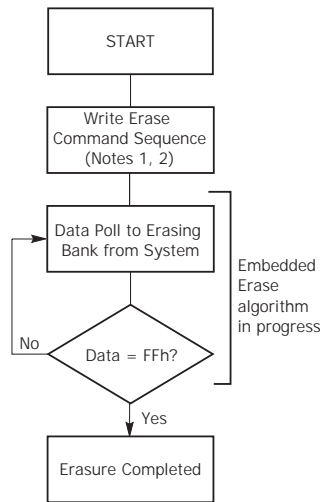 START
Write Erase
Command Sequence
(Notes 1, 2)
Data Poll to Erasing
Bank from System
Embedded
Erase
algorithm
in progress
No
Data = FFh?
Yes
Erasure Completed